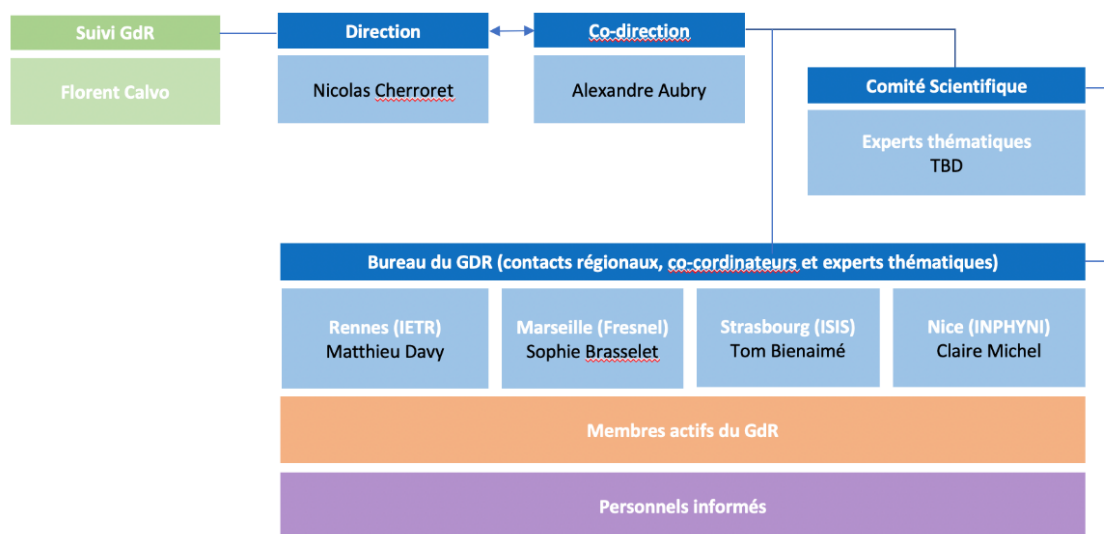 Suivi GdR
Florent Calvo
Direction
Nicolas Cherroret
Co-direction
Alexandre Aubry
Comité Scientifique
Experts thématiques
TBD
Bureau du GDR (contacts régionaux, co-cordinateurs et experts thématiques)
Rennes (IETR)
Matthieu Davy
Marseille (Fresnel)
Sophie Brasselet
Strasbourg (ISIS)
Tom Bienaimé
Nice (INPHYNI)
Claire Michel
Membres actifs du GdR
Personnels informés